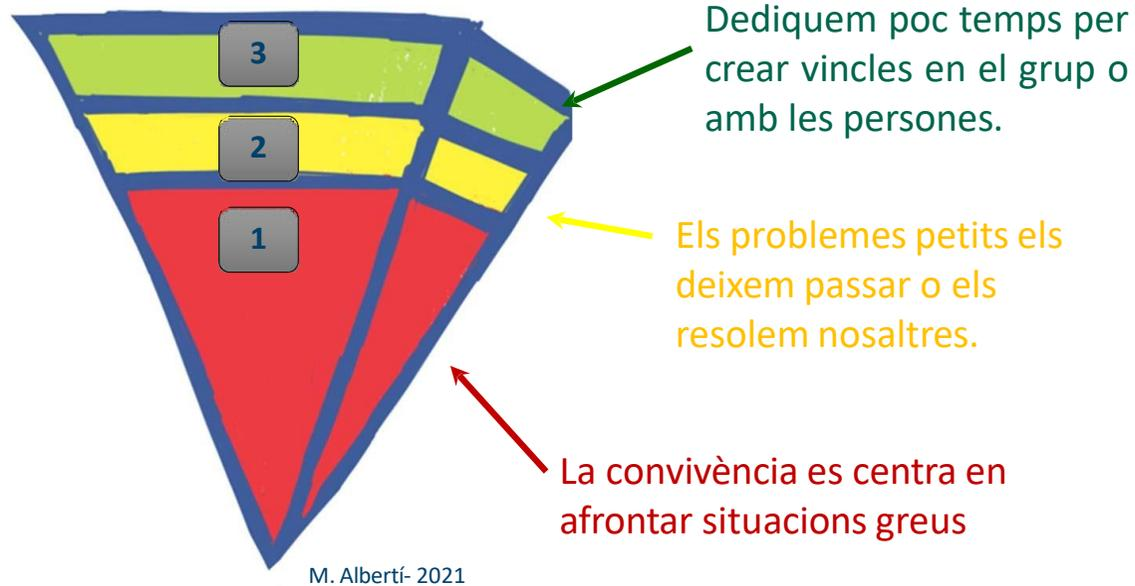 3
Dediquem poc temps per
crear vincles en el grup o
amb les persones.
2
Els problemes petits els
deixem passar o els
resolem nosaltres.
1
La convivència es centra en
afrontar situacions greus
M. Albertí- 2021